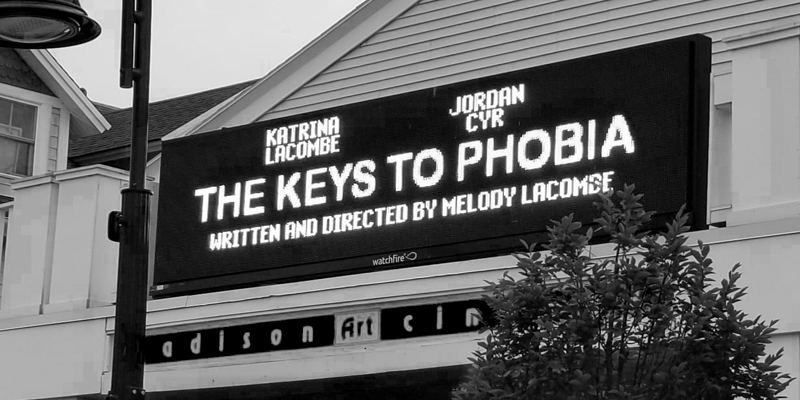 KATRINA LACOMBE
JORDAN CYR
THE KEYS TO PHOBIA
WRITTEN AND DIRECTED BY MELODY LACOMBE
watchfire
adison Art cin